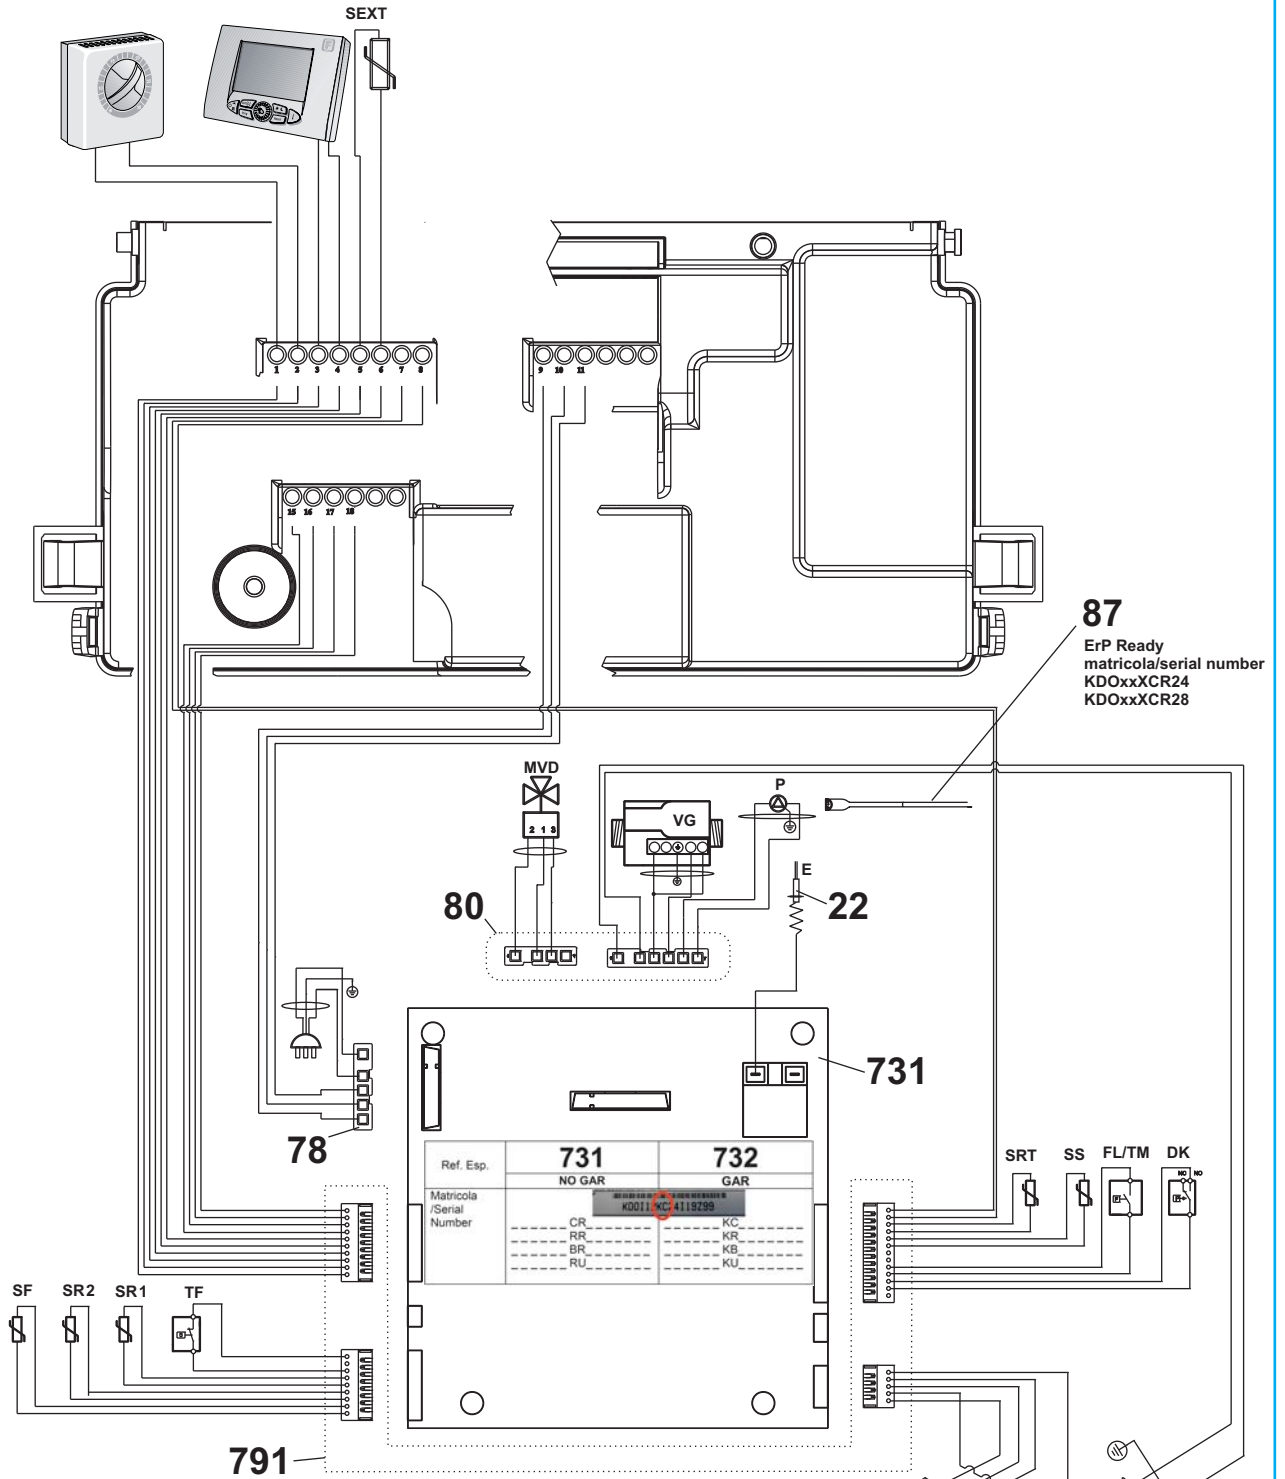 SEXT
1 2 3 4 5 6 7 8
9 10 11
15 16 17 18
87
ErP Ready
matricola/serial number
KDOxxXCR24
KDOxxXCR28
MVD
2 1 3
VG
P
E
80
22
731
78
Ref. Esp.
731
732
NO GAR
GAR
Matricola
/Serial
Number
CR
KC
RR
KR
BR
KB
RU
KU
SRT
SS
FL/TM
DK
NC NO
SF
SR2
SR1
TF
791